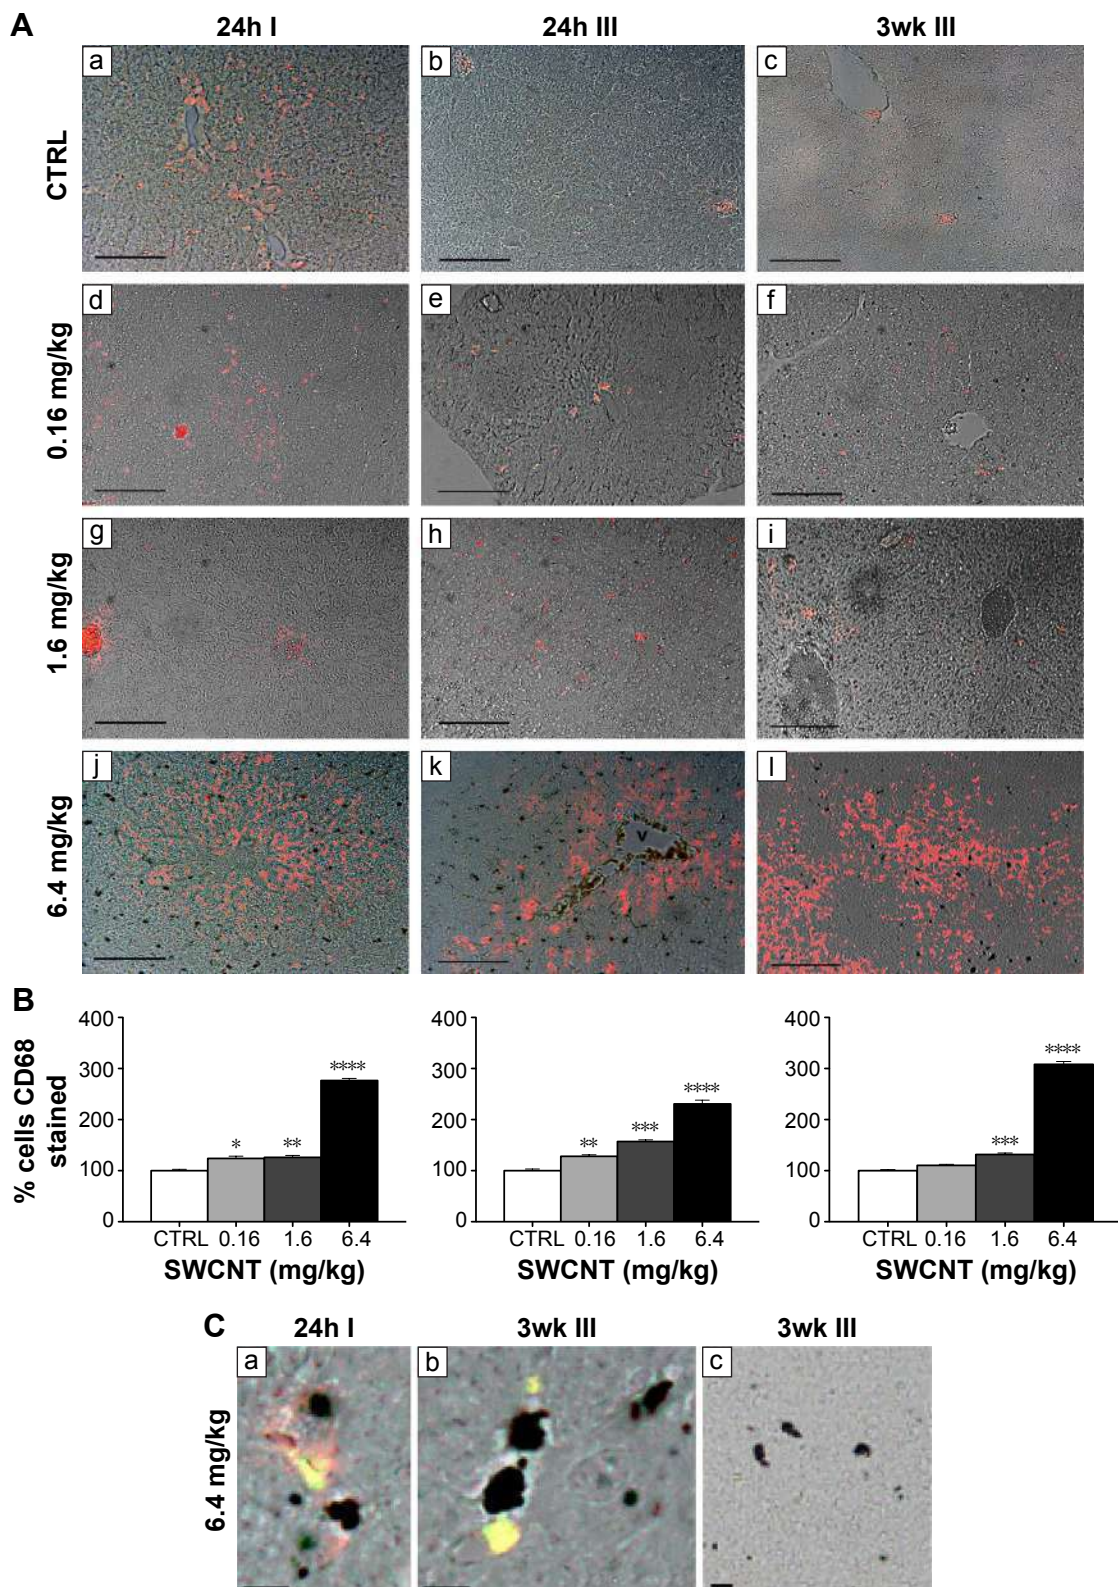 A
24h I
24h III
3wk III
CTRL
a
b
c
0.16 mg/kg
d
e
f
1.6 mg/kg
g
h
i
6.4 mg/kg
j
k
l
v
B
% cells CD68
stained
400
300
200
100
0
*
**
****
CTRL 0.16 1.6 6.4
SWCNT (mg/kg)
400
300
200
100
0
**
***
****
CTRL 0.16 1.6 6.4
SWCNT (mg/kg)
400
300
200
100
0
***
****
CTRL 0.16 1.6 6.4
SWCNT (mg/kg)
C
24h I
3wk III
3wk III
6.4 mg/kg
a
b
c